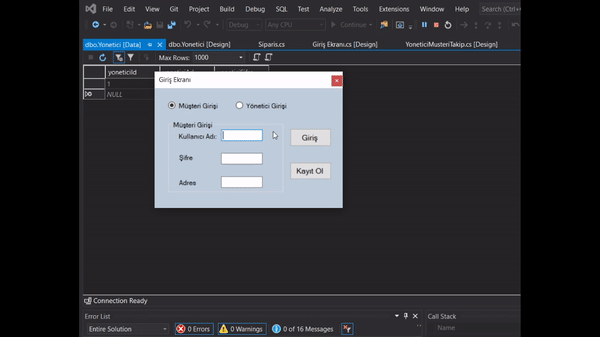 File Edit View Git Project Build Debug SQL Test Analyze Tools Extensions Window Help Search (Ctrl
Debug Any CPU Continue
dbo.Yonetici [Data] dbo.Yonetici [Design] Siparis.cs Giriş Ekranı.cs [Design] YoneticiMusteriTakip.cs [Design]
Max Rows: 1000
yoneticiId
1
NULL
Giriş Ekranı
Müşteri Girişi Yönetici Girişi
Müşteri Girişi
Kullanıcı Adı:
Giriş
Şifre
Kayıt Ol
Adres
Connection Ready
Error List Call Stack
Entire Solution 0 Errors 0 Warnings 0 of 16 Messages Name